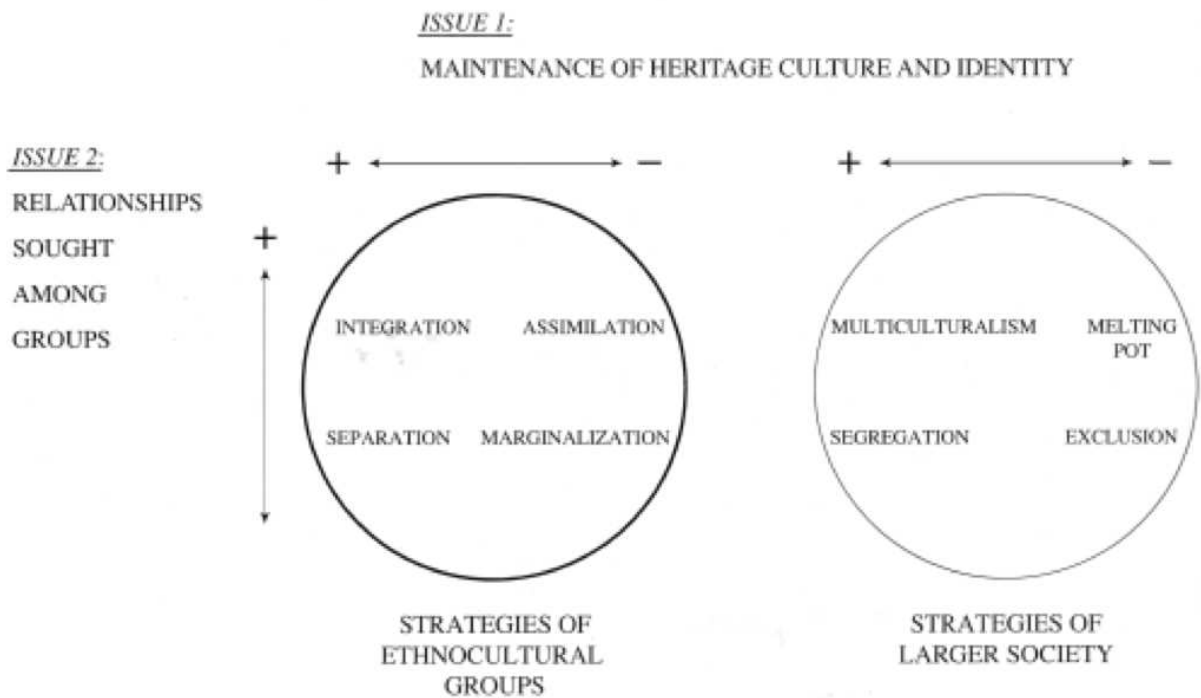 ISSUE 1:
MAINTENANCE OF HERITAGE CULTURE AND IDENTITY
ISSUE 2:
RELATIONSHIPS
SOUGHT
AMONG
GROUPS
+ −
+ −
+
INTEGRATION ASSIMILATION
SEPARATION MARGINALIZATION
MULTICULTURALISM MELTING
POT
SEGREGATION EXCLUSION
STRATEGIES OF
ETHNOCULTURAL
GROUPS
STRATEGIES OF
LARGER SOCIETY